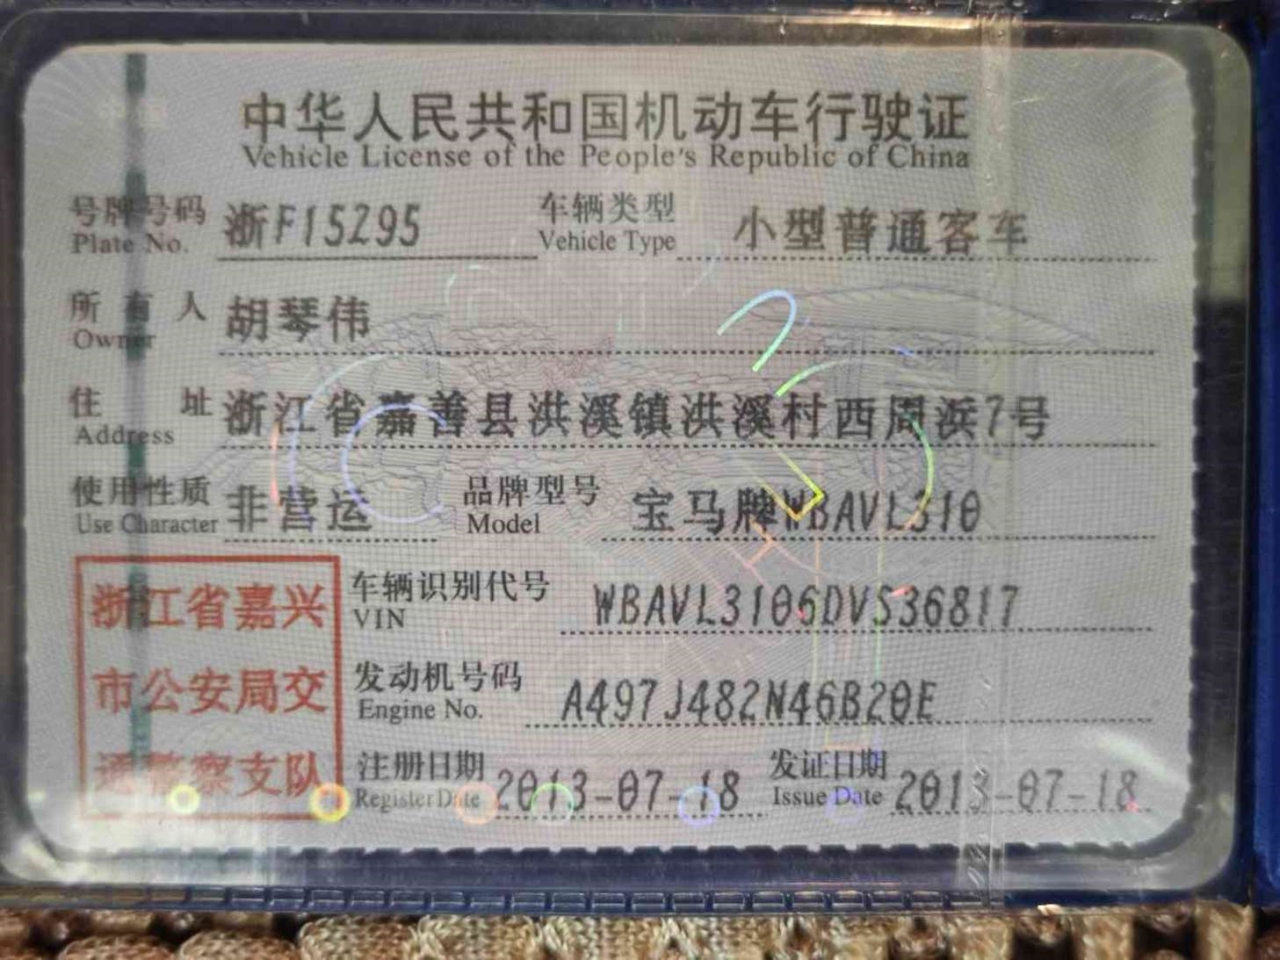 中华人民共和国机动车行驶证
Vehicle License of the People's Republic of China
号牌号码 浙F15295 车辆类型 小型普通客车
Plate No. Vehicle Type
所有人 胡琴伟
Owner
住址 浙江省嘉善县洪溪镇洪溪村西周浜7号
Address
使用性质 非营运 品牌型号 宝马牌WBAVL310
Use Character Model
车辆识别代号 WBAVL3106DVS36817
VIN
发动机号码 A497J482N46B20E
Engine No.
注册日期 2013-07-18 发证日期 2013-07-18
Register Date Issue Date
浙江省嘉兴
市公安局交
通警察支队